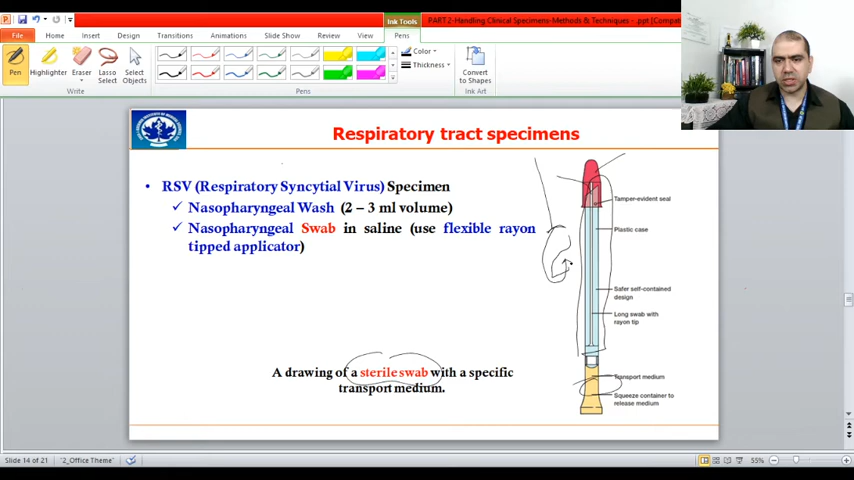 Ink Tools
PART 2-Handling Clinical Specimens-Methods & Techniques - .ppt [Compat
File Home Insert Design Transitions Animations Slide Show Review View Pens
Pen Highlighter Eraser Lasso Select Select Objects
Color
Thickness
Convert to Shapes
Write Pens Ink Art
Respiratory tract specimens
• RSV (Respiratory Syncytial Virus) Specimen
✓ Nasopharyngeal Wash (2 – 3 ml volume)
✓ Nasopharyngeal Swab in saline (use flexible rayon
tipped applicator)
Tamper-evident seal
Plastic case
Safer self-contained
design
Long swab with
rayon tip
Transport medium
Squeeze container to
release medium
A drawing of a sterile swab with a specific
transport medium.
Slide 14 of 21 "2_Office Theme" 55%